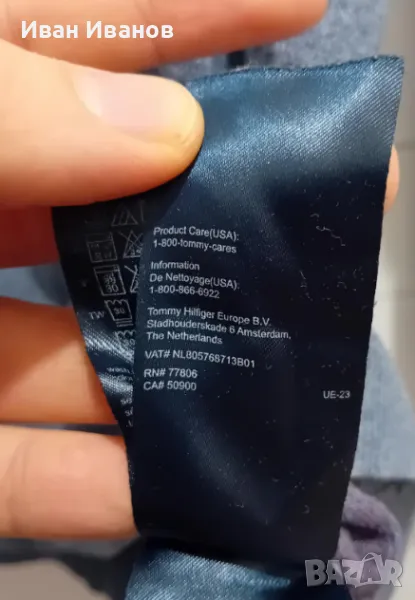 Иван Иванов
Product Care(USA):
1-800-tommy-cares
Information
De Nettoyage(USA):
1-800-866-6922
Tommy Hilfiger Europe B.V.
Stadhouderskade 6 Amsterdam,
The Netherlands
VAT# NL805768713B01
RN# 77806
CA# 50900
UE-23
BAZAR